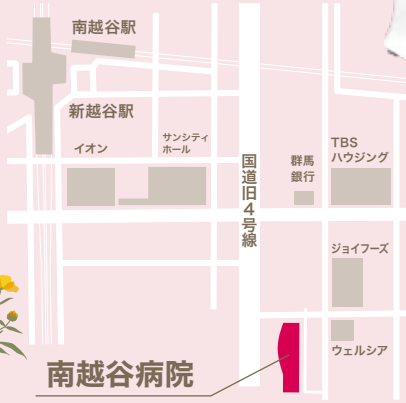 南越谷駅
新越谷駅
イオン
サンシティ
ホール
国道旧4号線
群馬
銀行
TBS
ハウジング
ジョイフーズ
ウェルシア
南越谷病院